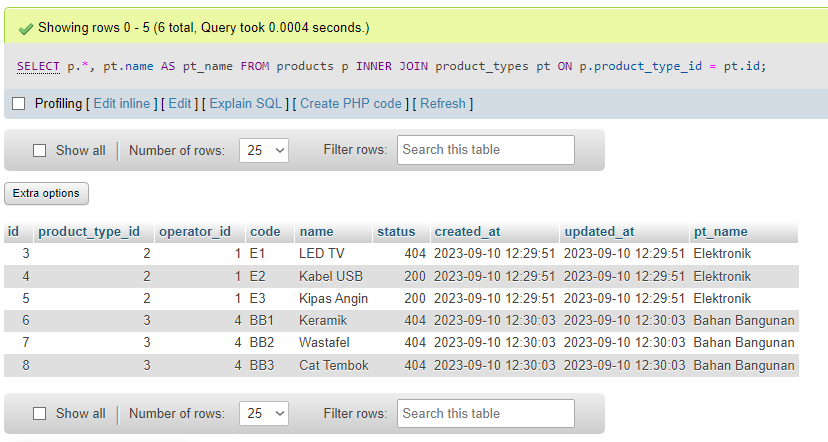 Showing rows 0 - 5 (6 total, Query took 0.0004 seconds.)
SELECT p.*, pt.name AS pt_name FROM products p INNER JOIN product_types pt ON p.product_type_id = pt.id;
Profiling [ Edit inline ] [ Edit ] [ Explain SQL ] [ Create PHP code ] [ Refresh ]
Show all Number of rows: 25 Filter rows: Search this table
Extra options
id product_type_id operator_id code name status created_at updated_at pt_name
3 2 1 E1 LED TV 404 2023-09-10 12:29:51 2023-09-10 12:29:51 Elektronik
4 2 1 E2 Kabel USB 200 2023-09-10 12:29:51 2023-09-10 12:29:51 Elektronik
5 2 1 E3 Kipas Angin 200 2023-09-10 12:29:51 2023-09-10 12:29:51 Elektronik
6 3 4 BB1 Keramik 404 2023-09-10 12:30:03 2023-09-10 12:30:03 Bahan Bangunan
7 3 4 BB2 Wastafel 404 2023-09-10 12:30:03 2023-09-10 12:30:03 Bahan Bangunan
8 3 4 BB3 Cat Tembok 404 2023-09-10 12:30:03 2023-09-10 12:30:03 Bahan Bangunan
Show all Number of rows: 25 Filter rows: Search this table